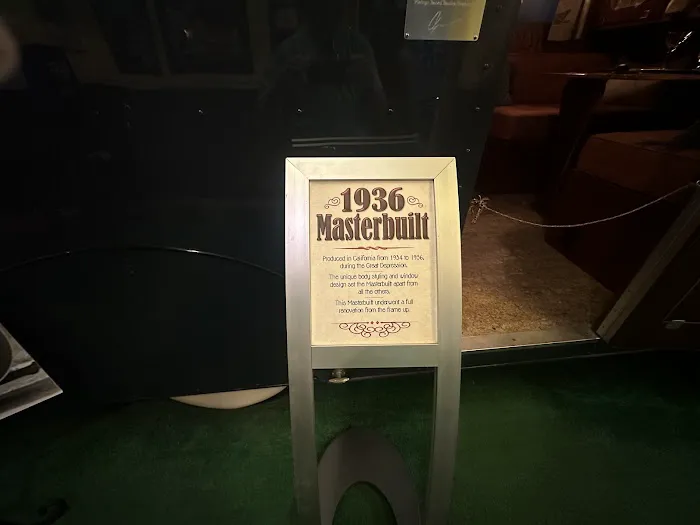 1936
Masterbuilt
Produced in California from 1934 to 1936,
during the Great Depression.
The unique body styling and window
design set the Masterbuilt apart from
all the others.
This Masterbuilt underwent a full
renovation from the frame up.